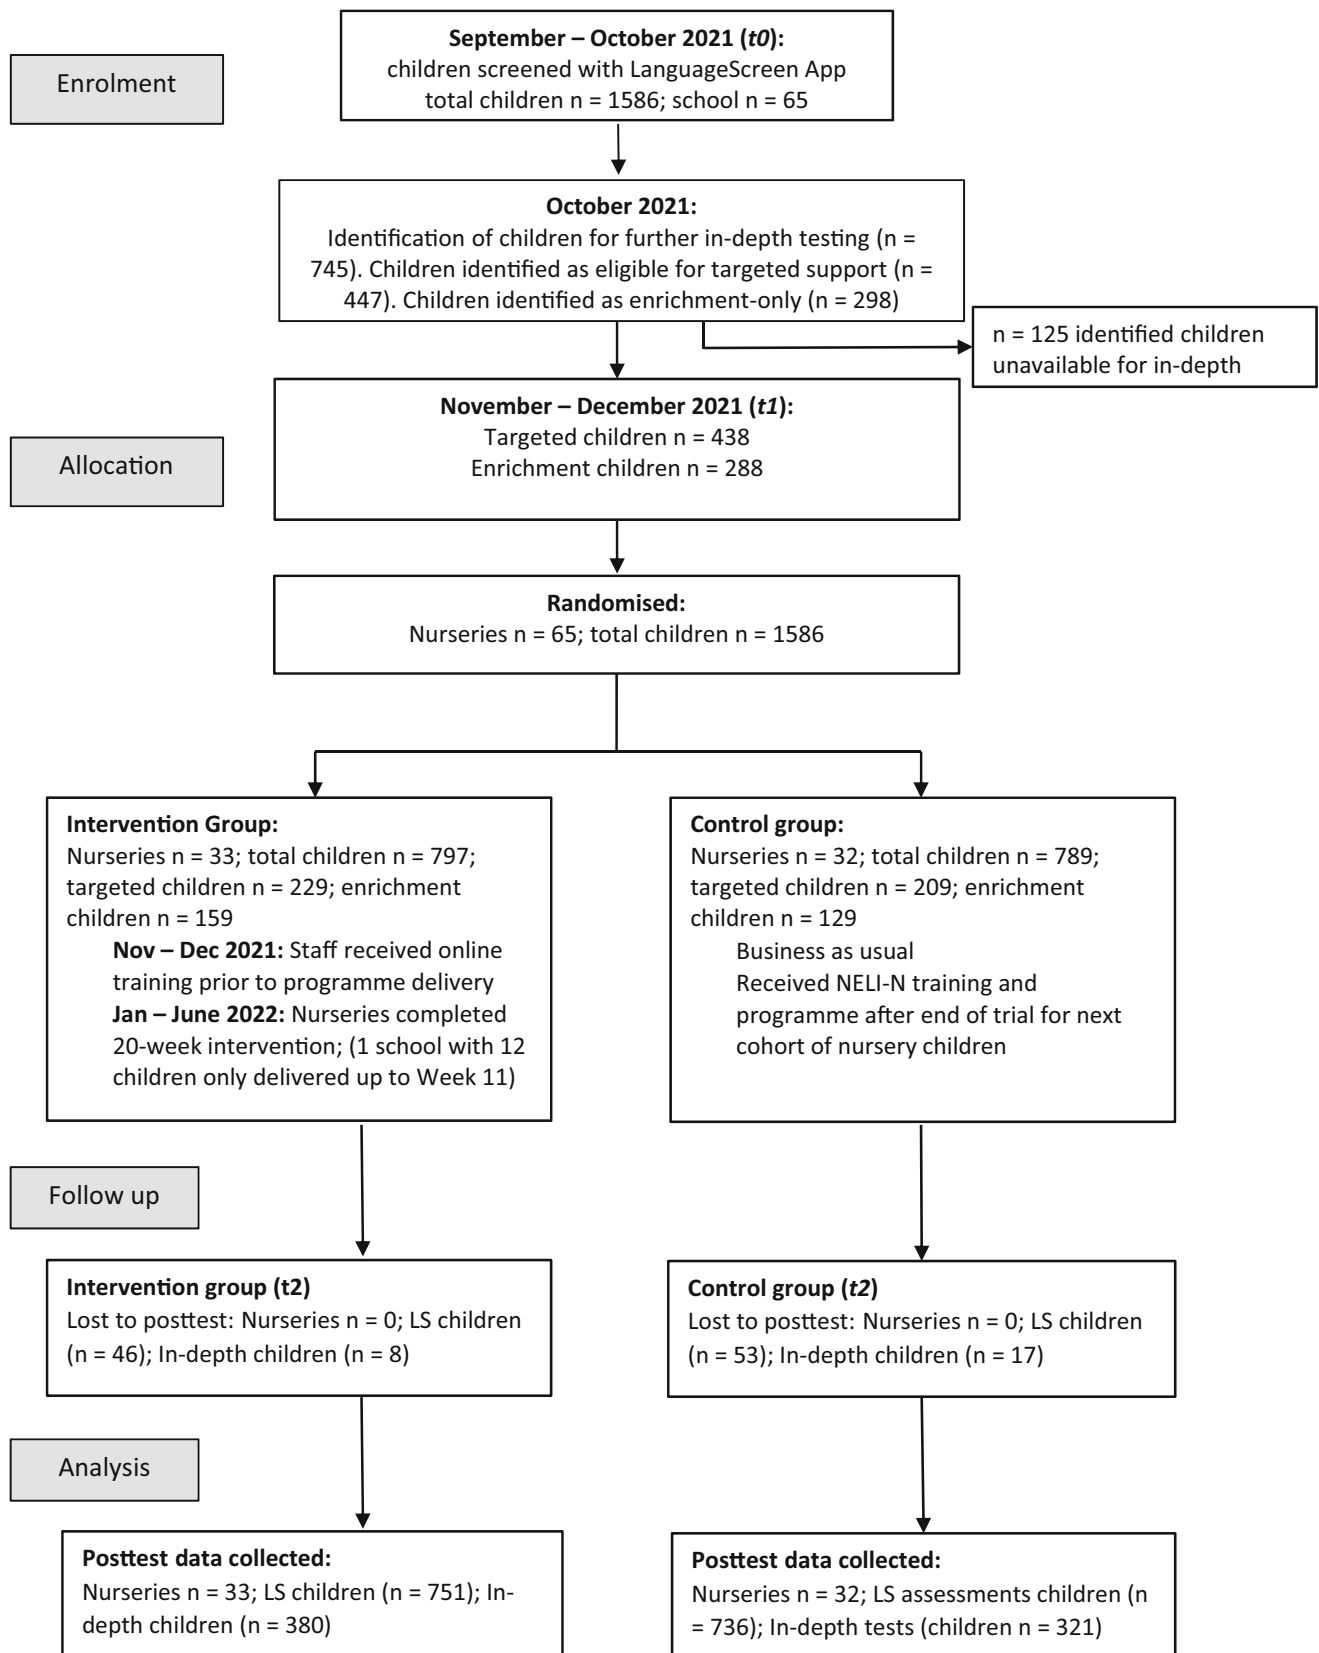 Enrolment
September – October 2021 (t0):
children screened with LanguageScreen App
total children n = 1586; school n = 65
October 2021:
Identification of children for further in-depth testing (n =
745). Children identified as eligible for targeted support (n =
447). Children identified as enrichment-only (n = 298)
n = 125 identified children
unavailable for in-depth
Allocation
November – December 2021 (t1):
Targeted children n = 438
Enrichment children n = 288
Randomised:
Nurseries n = 65; total children n = 1586
Intervention Group:
Nurseries n = 33; total children n = 797;
targeted children n = 229; enrichment
children n = 159
Nov – Dec 2021: Staff received online
training prior to programme delivery
Jan – June 2022: Nurseries completed
20-week intervention; (1 school with 12
children only delivered up to Week 11)
Control group:
Nurseries n = 32; total children n = 789;
targeted children n = 209; enrichment
children n = 129
Business as usual
Received NELI-N training and
programme after end of trial for next
cohort of nursery children
Follow up
Intervention group (t2)
Lost to posttest: Nurseries n = 0; LS children
(n = 46); In-depth children (n = 8)
Control group (t2)
Lost to posttest: Nurseries n = 0; LS children
(n = 53); In-depth children (n = 17)
Analysis
Posttest data collected:
Nurseries n = 33; LS children (n = 751); In-
depth children (n = 380)
Posttest data collected:
Nurseries n = 32; LS assessments children (n
= 736); In-depth tests (children n = 321)